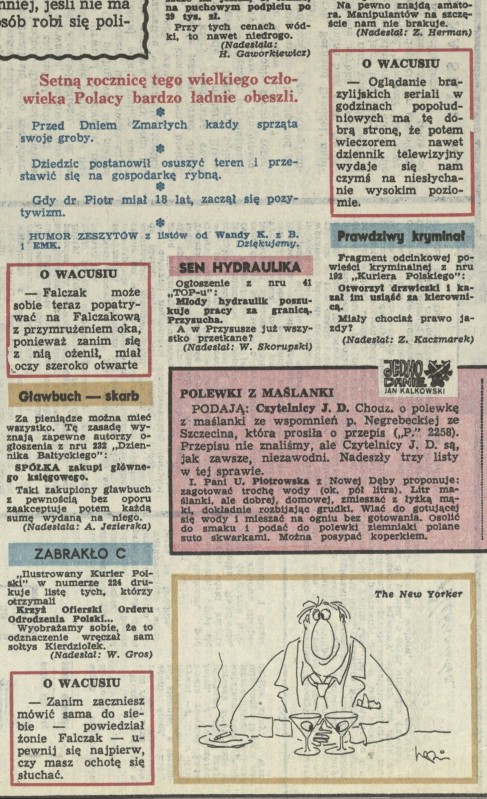 mniej, jeśli nie ma
osób robi się poli-
na puchowym podpiciu po
39 tys. zł.
Przy tych cenach wód-
ki, to nawet niedrogo.
(Nadesłała:
H. Gaworkiewicz)
Na pewno znajdą amato-
ra. Manipulantów na szczę-
ście nam nie brakuje.
(Nadesłał: Z. Herman)
Setną rocznicę tego wielkiego czło-
wieka Polacy bardzo ładnie obeszli.
*
Przed Dniem Zmarłych każdy sprząta
swoje groby.
*
Dziedzic postanowił osuszyć teren i prze-
stawić się na gospodarkę rybną.
*
Gdy dr Piotr miał 18 lat, zaczął się pozy-
tywizm.
*
HUMOR ZESZYTÓW z listów od Wandy K. z B.
i EMK. Dziękujemy.
O WACUSIU
— Oglądanie bra-
zylijskich seriali w
godzinach popołud-
niowych ma tę do-
brą stronę, że potem
wieczorem nawet
dziennik telewizyjny
wydaje się nam
czymś na niesłycha-
nie wysokim pozio-
mie.
O WACUSIU
— Falczak może
sobie teraz popatry-
wać na Falczakową
z przymrużeniem oka,
ponieważ zanim się
z nią ożenił, miał
oczy szeroko otwarte
SEN HYDRAULIKA
Ogłoszenie z nru 41
„TOP-u":
Młody hydraulik poszu-
kuje pracy za granicą.
Przysucha.
A w Przysusze już wszy-
stko przetkane?
(Nadesłał: W. Skorupski)
Prawdziwy kryminał
Fragment odcinkowej po-
wieści kryminalnej z nru
192 „Kuriera Polskiego":
Otworzył drzwiczki i ka-
zał im usiąść za kierowni-
cą.
Miały chociaż prawo ja-
zdy?
(Nadesłał: Z. Kaczmarek)
Gławbuch — skarb
Za pieniądze można mieć
wszystko. Tę zasadę wy-
znają zapewne autorzy o-
głoszenia z nru 232 „Dzien-
nika Bałtyckiego":
SPÓŁKA zakupi główne-
go księgowego.
Taki zakupiony gławbuch
z pewnością bez oporu
zaakceptuje potem każdą
sumę wydaną na niego.
(Nadesłała: A. Jezierska)
JEDNO
DANIE
JAN KALKOWSKI
POLEWKI Z MAŚLANKI
PODAJĄ: Czytelnicy J. D. Chodz. o polewkę
z maślanki ze wspomnień p. Negrebeckiej ze
Szczecina, która prosiła o przepis („P." 2258).
Przepisu nie znaliśmy, ale Czytelnicy J. D. są,
jak zawsze, niezawodni. Nadeszły trzy listy
w tej sprawie.
I. Pani U. Piotrowska z Nowej Dęby proponuje:
zagotować trochę wody (ok. pół litra). Litr ma-
ślanki, ale dobrej, domowej, zmieszać z łyżką mą-
ki, dokładnie rozbijając grudki. Wlać do gotującej
się wody i mieszać na ogniu bez gotowania. Osolić
do smaku i podać do polewki ziemniaki polane
suto skwarkami. Można posypać koperkiem.
ZABRAKŁO C
„Ilustrowany Kurier Pol-
ski" w numerze 224 dru-
kuje listę tych, którzy
otrzymali
Krzyż Ofierski Orderu
Odrodzenia Polski...
Wyobrażamy sobie, że to
odznaczenie wręczał sam
sołtys Kierdziołek.
(Nadesłał: W. Gros)
O WACUSIU
— Zanim zaczniesz
mówić sama do sie-
bie — powiedział
żonie Falczak — u-
pewnij się najpierw,
czy masz ochotę się
słuchać.
The New Yorker